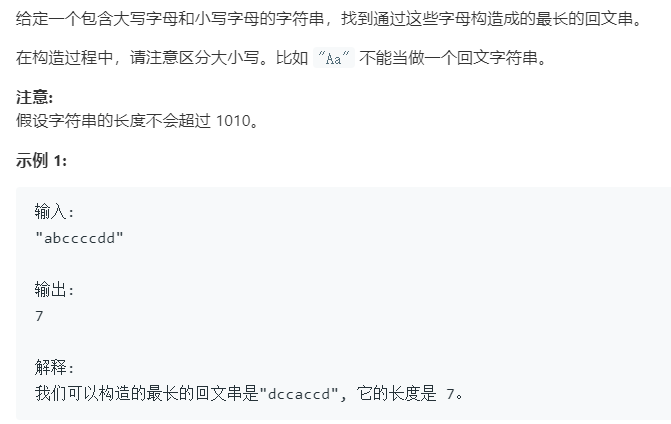 给定一个包含大写字母和小写字母的字符串，找到通过这些字母构造成的最长的回文串。
在构造过程中，请注意区分大小写。比如 "Aa" 不能当做一个回文字符串。
注意:
假设字符串的长度不会超过 1010。
示例 1:
输入:
"abccccdd"
输出:
7
解释:
我们可以构造的最长的回文串是"dccaccd", 它的长度是 7。